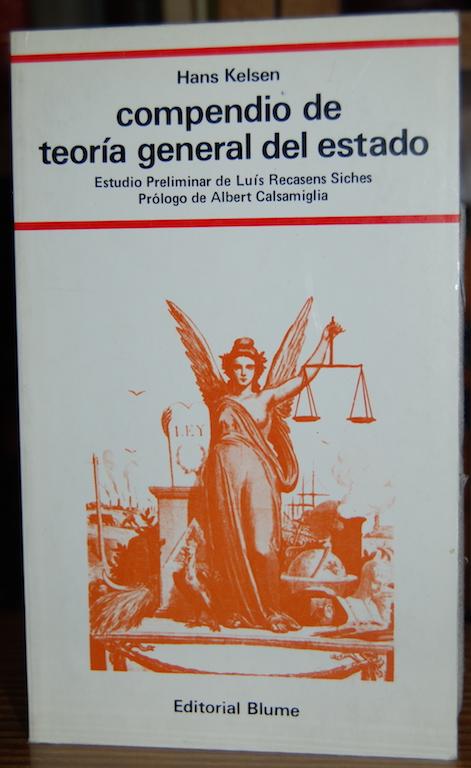 Hans Kelsen
compendio de
teoría general del estado
Estudio Preliminar de Luís Recasens Siches
Prólogo de Albert Calsamiglia
LEY
Editorial Blume